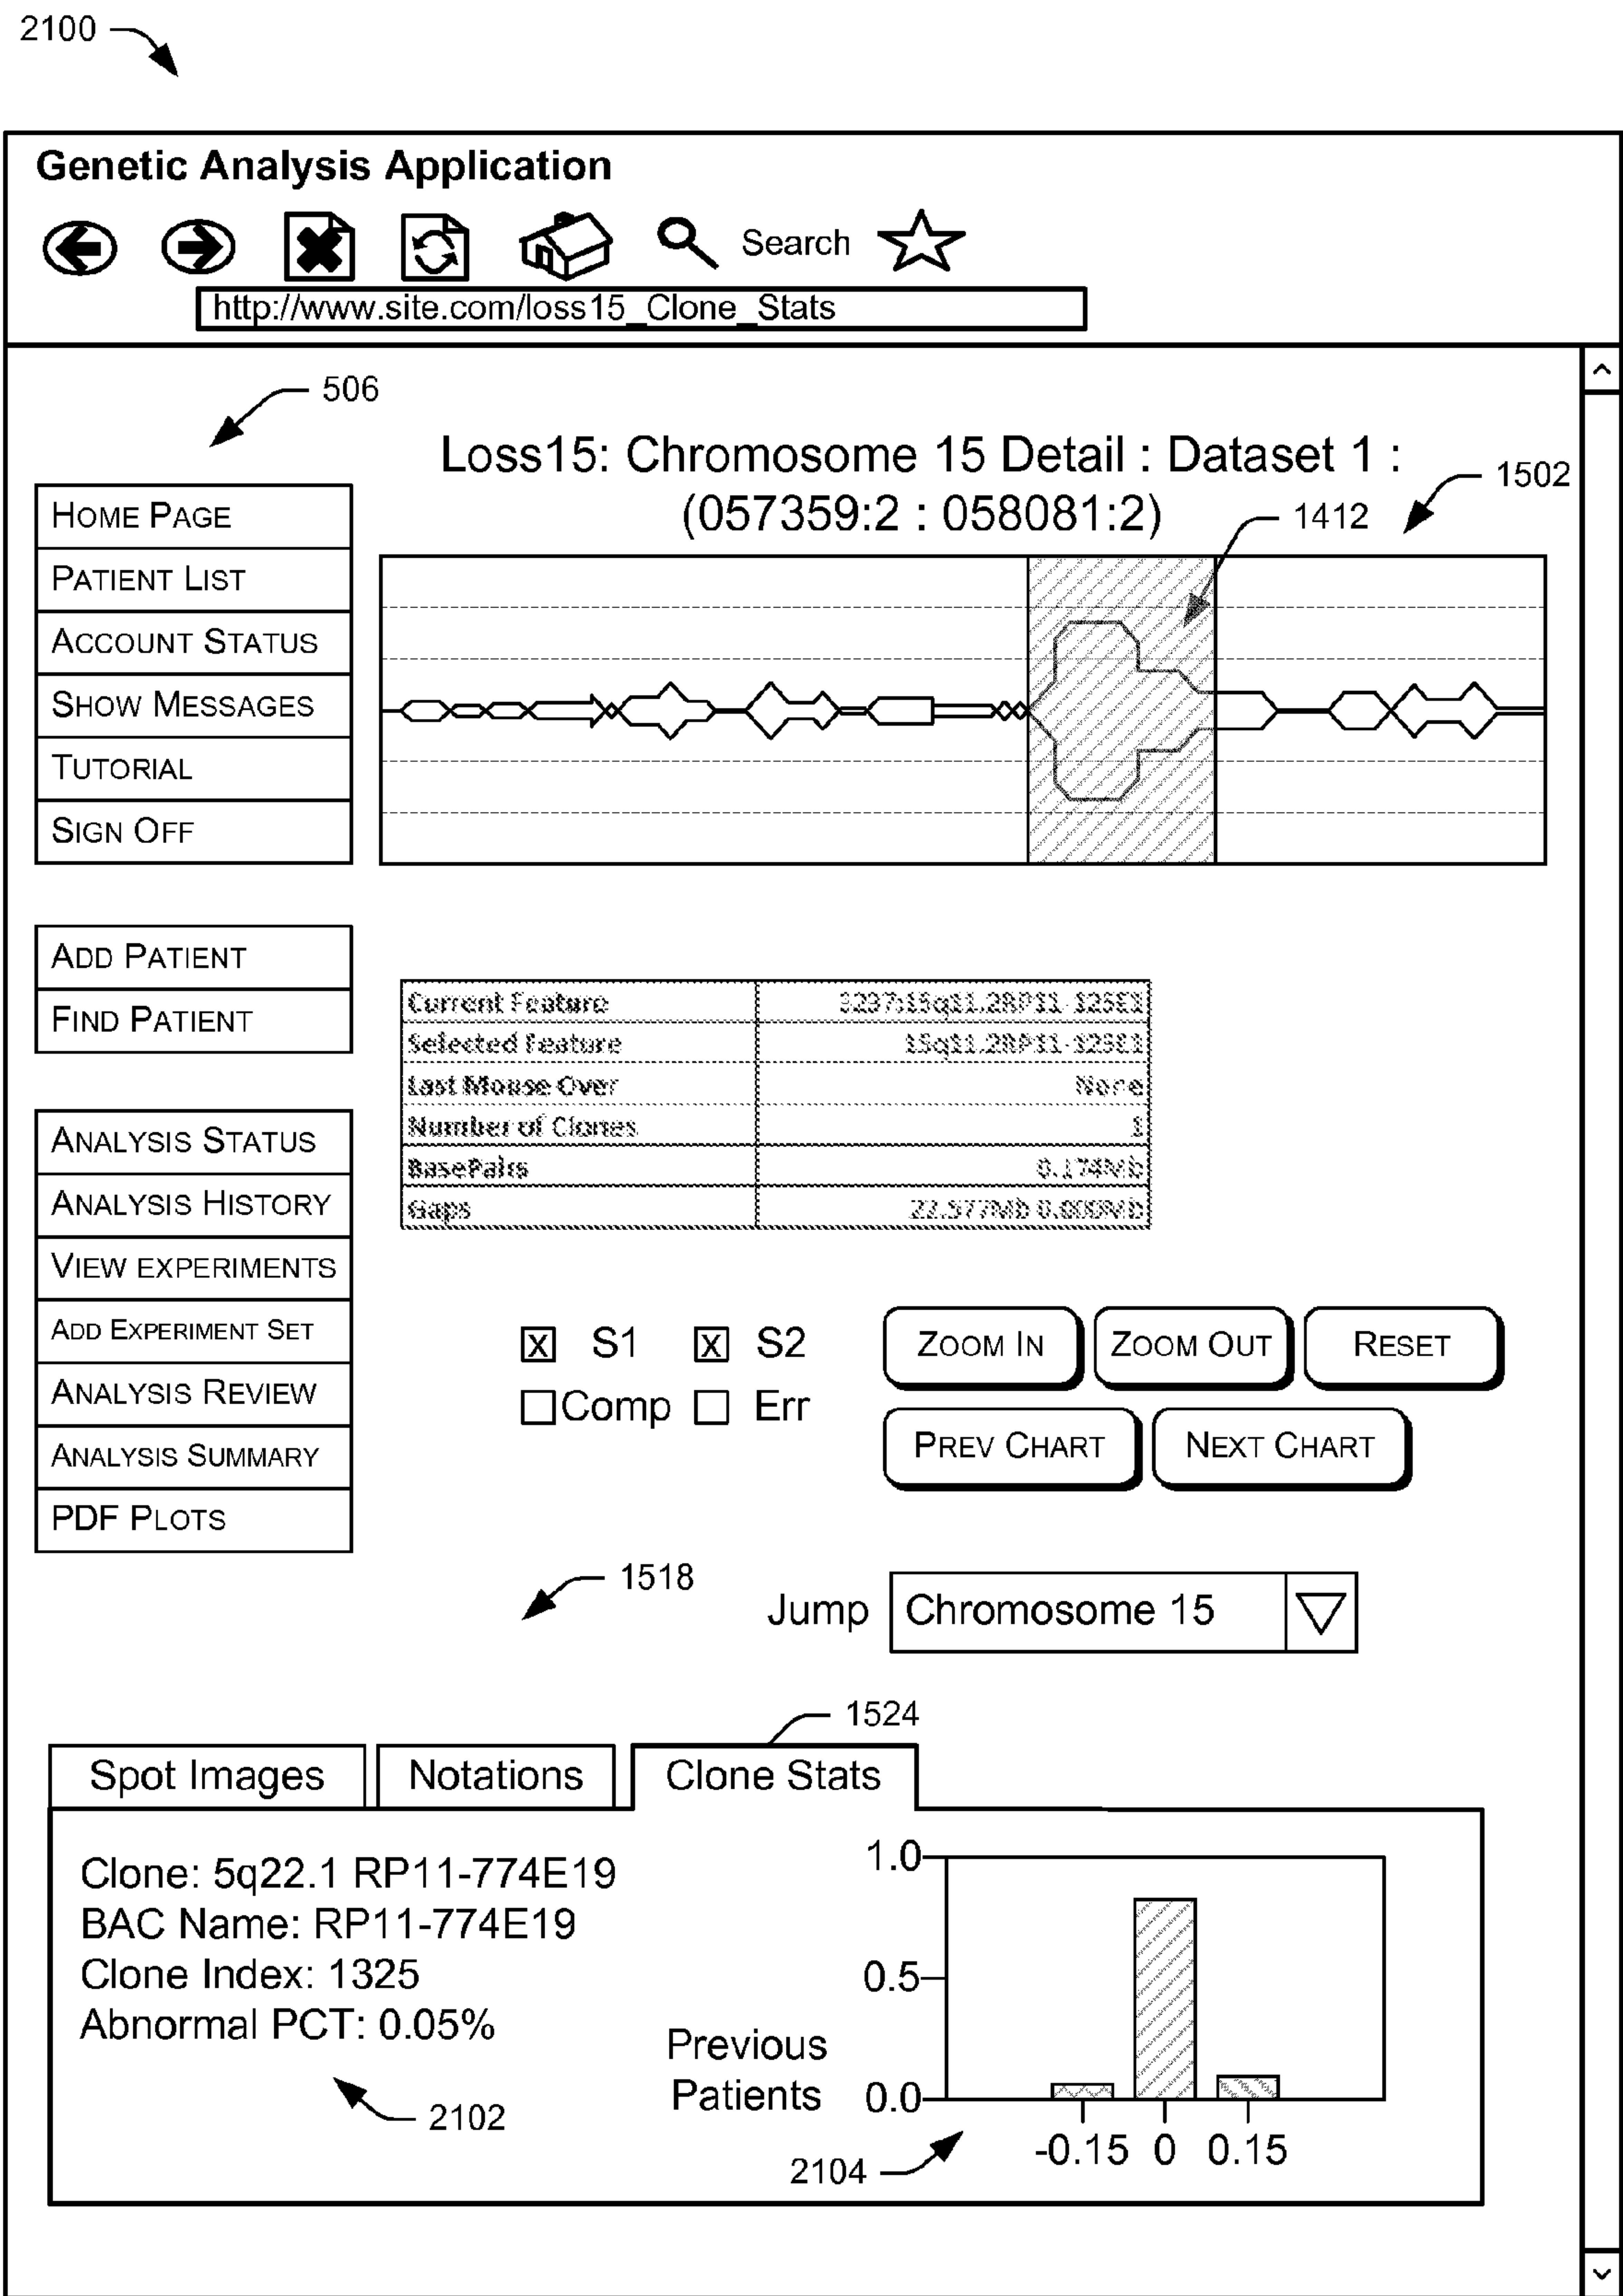 2100
Genetic Analysis Application
Search
http://www.site.com/loss15_Clone_Stats
506
Loss15: Chromosome 15 Detail : Dataset 1 :
(057359:2 : 058081:2)
1502
1412
HOME PAGE
PATIENT LIST
ACCOUNT STATUS
SHOW MESSAGES
TUTORIAL
SIGN OFF
ADD PATIENT
FIND PATIENT
ANALYSIS STATUS
ANALYSIS HISTORY
VIEW EXPERIMENTS
ADD EXPERIMENT SET
ANALYSIS REVIEW
ANALYSIS SUMMARY
PDF PLOTS
Current Feature
Selected Feature
Last Mouse Over None
Number of Clones 1
BasePairs 0.174Mb
Gaps 22.577Mb 0.000Mb
X S1 X S2
Comp Err
ZOOM IN ZOOM OUT RESET
PREV CHART NEXT CHART
1518
Jump Chromosome 15
1524
Spot Images Notations Clone Stats
Clone: 5q22.1 RP11-774E19
BAC Name: RP11-774E19
Clone Index: 1325
Abnormal PCT: 0.05%
2102
Previous
Patients
1.0
0.5
0.0
-0.15 0 0.15
2104